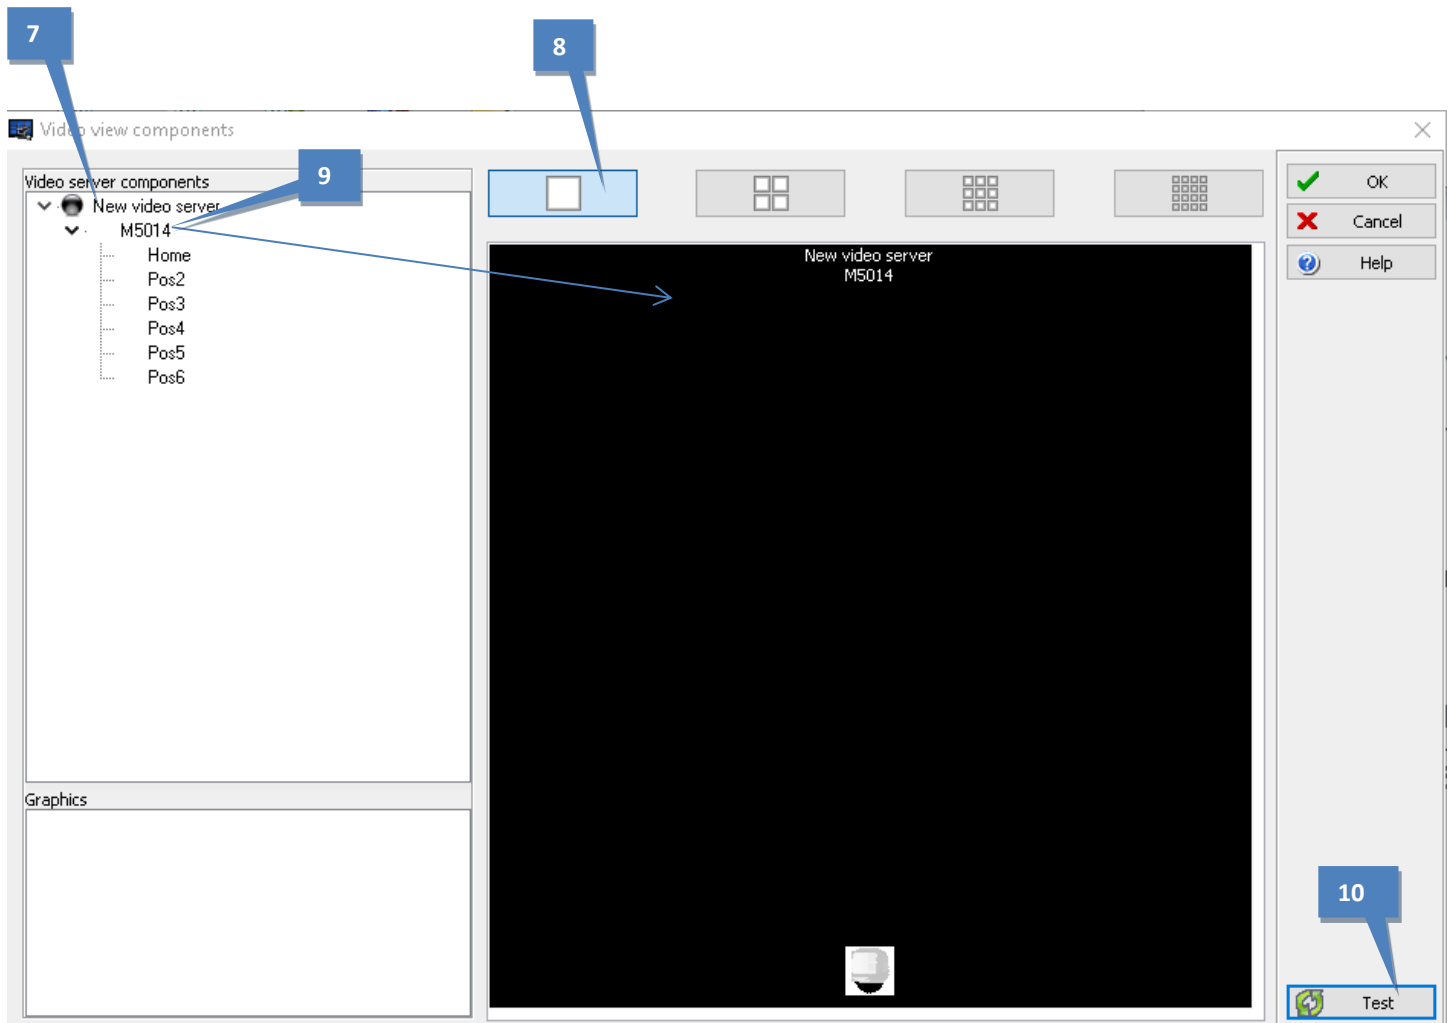 7
8
Video view components
9
Video server components
OK
New video server
M5014
Cancel
Home
New video server
M5014
Help
Pos2
Pos3
Pos4
Pos5
Pos6
Graphics
10
Test